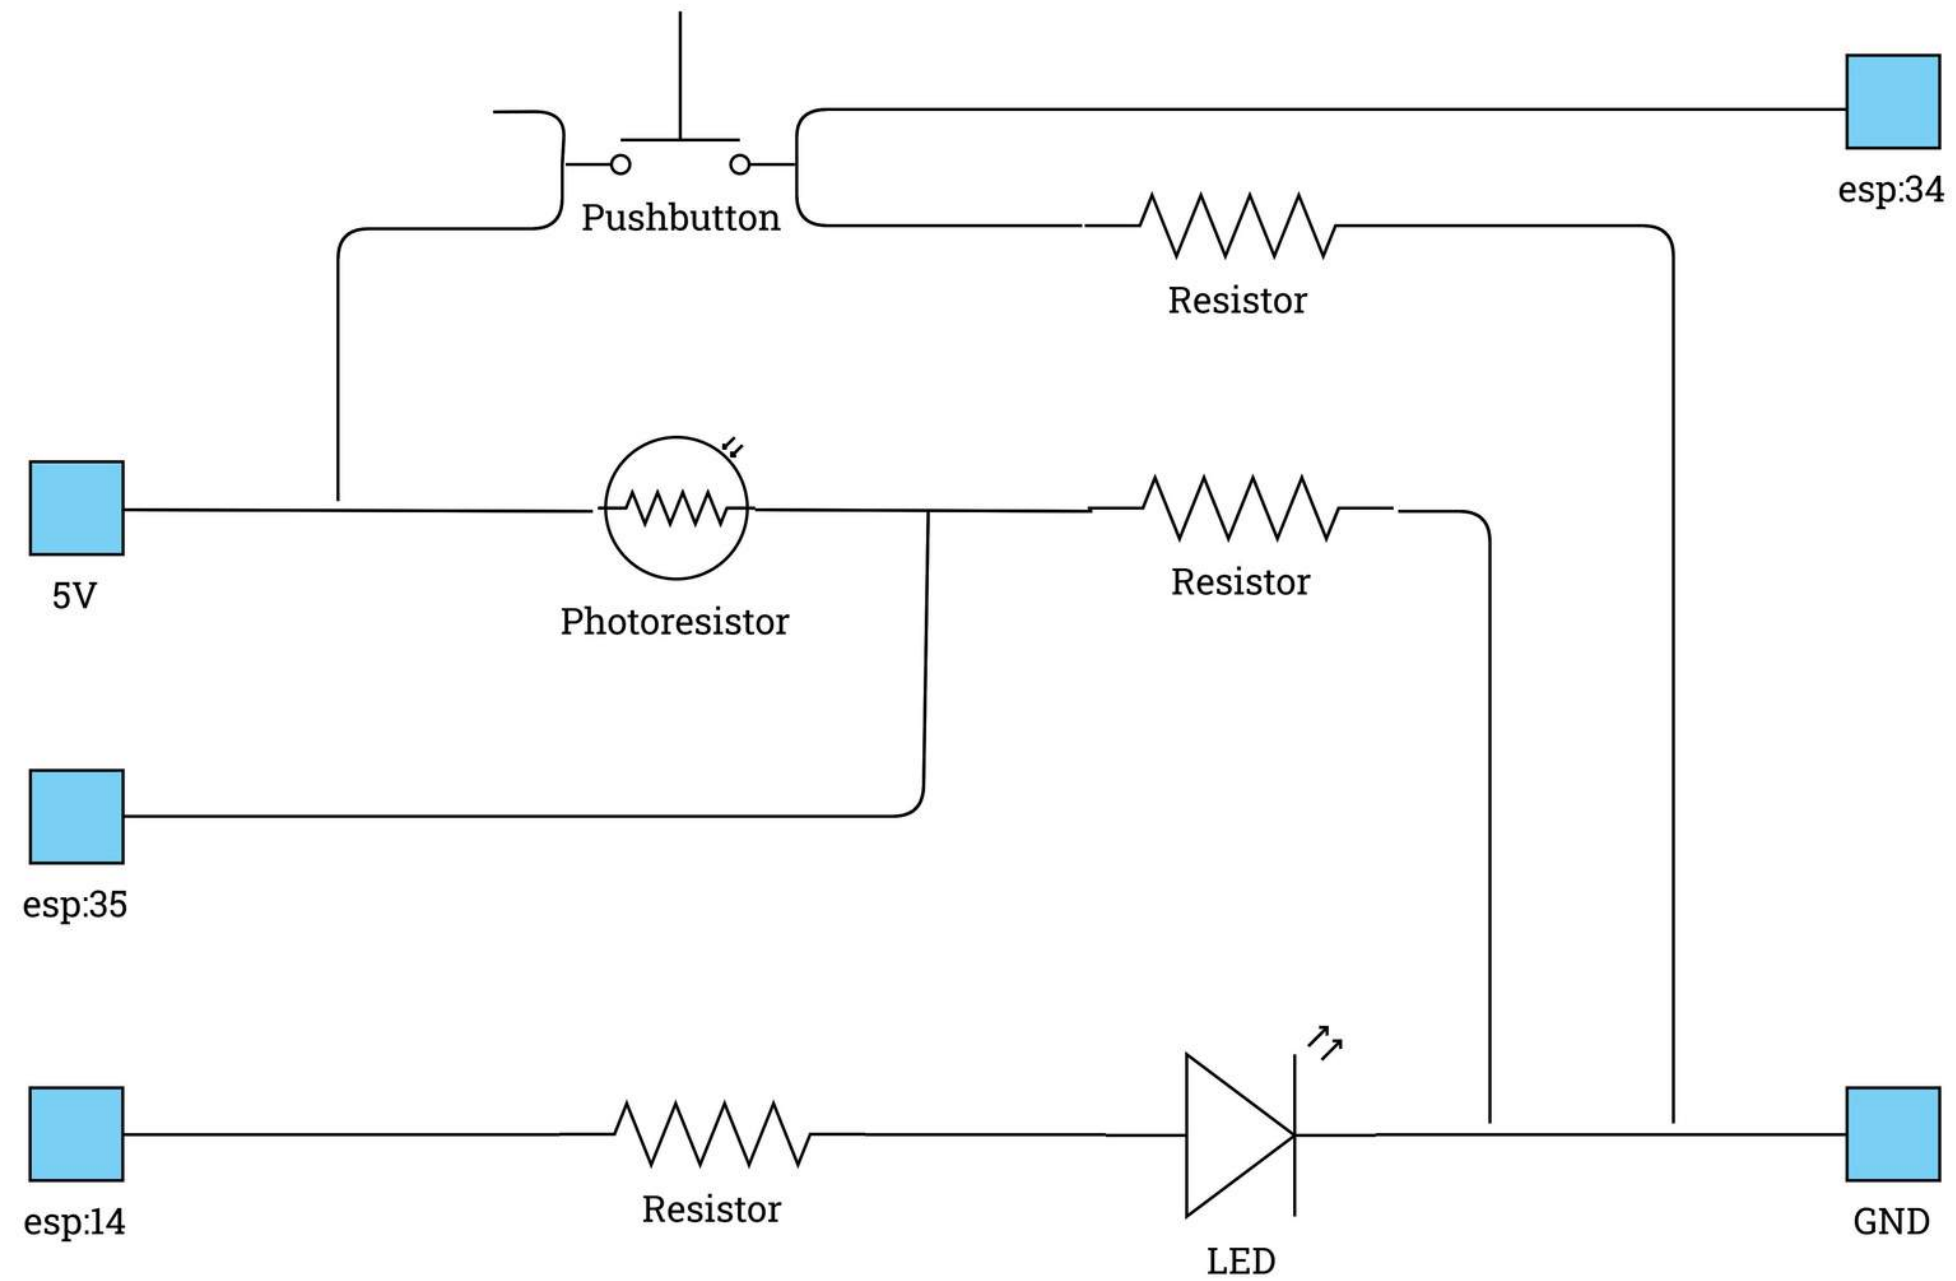 esp:34
Pushbutton
Resistor
5V
Photoresistor
Resistor
esp:35
esp:14
Resistor
LED
GND